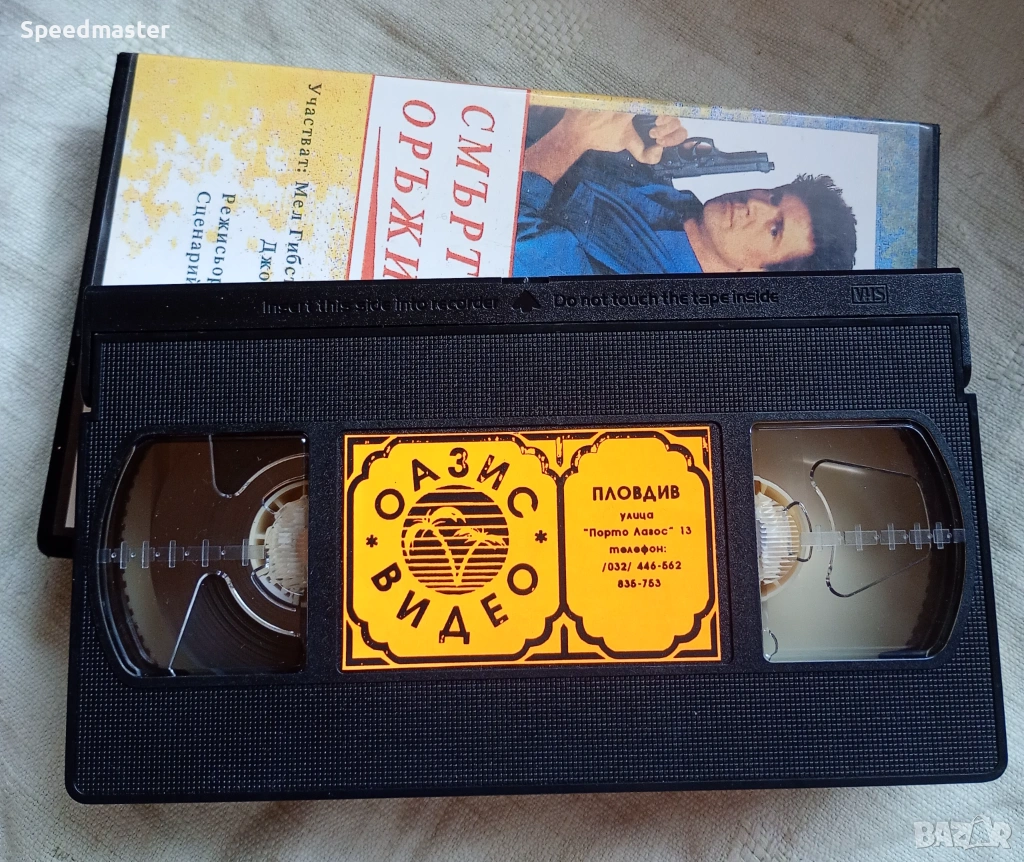 Speedmaster
СМЪРТ
ОРЪЖИ
Участват: Мел Гибс
Джо
Режисьор
Сценарий
Insert this side into recorder Do not touch the tape inside
VHS
* ОАЗИС * ВИДЕО
ПЛОВДИВ
улица
"Порто Лагос" 13
телефон:
/032/ 446-562
835-753
BAZAR